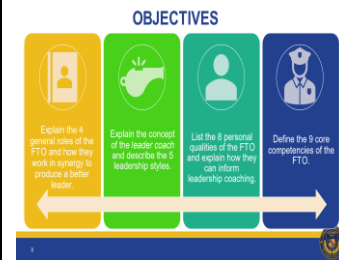 OBJECTIVES
Explain the 4
general roles of the
FTO and how they
work in synergy to
produce a better
leader.
Explain the concept
of the leader coach
and describe the 5
leadership styles.
List the 8 personal
qualities of the FTO
and explain how they
can inform
leadership coaching.
Define the 9 core
competencies of the
FTO.